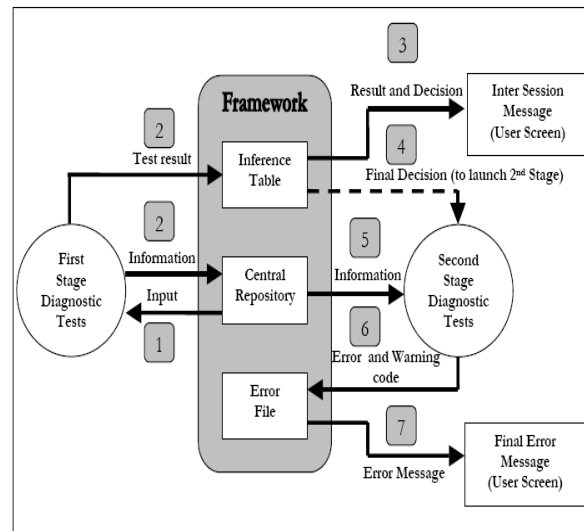 3
Framework
Result and Decision
Inter Session
Message
(User Screen)
2
Test result
Inference
Table
4
Final Decision (to launch 2nd Stage)
First
Stage
Diagnostic
Tests
2
Information
Input
1
Central
Repository
5
Information
Second
Stage
Diagnostic
Tests
6
Error and Warning
code
Error
File
7
Error Message
Final Error
Message
(User Screen)